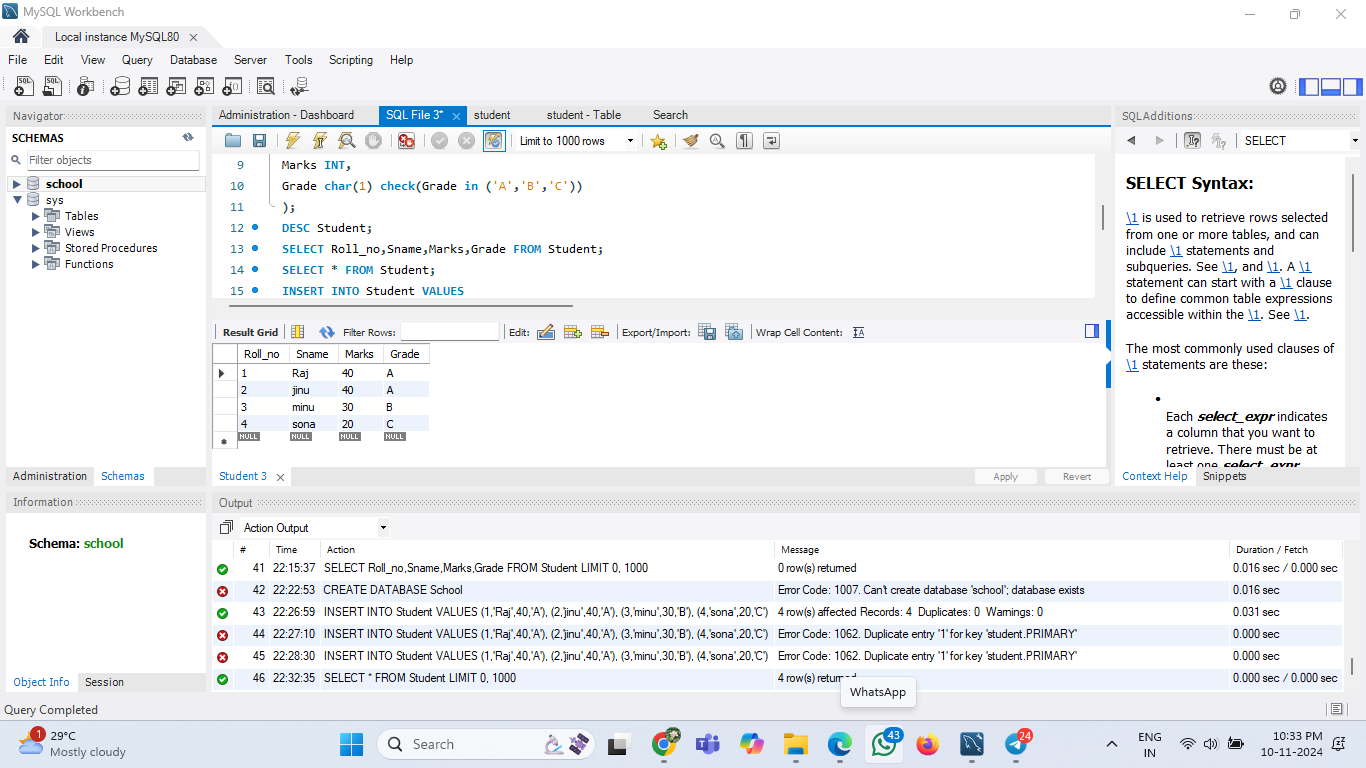 MySQL Workbench
Local instance MySQL80
File Edit View Query Database Server Tools Scripting Help
Navigator
SCHEMAS
Filter objects
school
sys
Tables
Views
Stored Procedures
Functions
Administration Schemas
Information
Schema: school
Object Info Session
Administration - Dashboard SQL File 3* student student - Table Search
Limit to 1000 rows
9 Marks INT,
10 Grade char(1) check(Grade in ('A','B','C'))
11 );
12 DESC Student;
13 SELECT Roll_no,Sname,Marks,Grade FROM Student;
14 SELECT * FROM Student;
15 INSERT INTO Student VALUES
Result Grid Filter Rows: Edit: Export/Import: Wrap Cell Content:
Roll_no Sname Marks Grade
1 Raj 40 A
2 jinu 40 A
3 minu 30 B
4 sona 20 C
NULL NULL NULL NULL
Student 3 Apply Revert
SQLAdditions
SELECT
SELECT Syntax:
\1 is used to retrieve rows selected
from one or more tables, and can
include \1 statements and
subqueries. See \1, and \1. A \1
statement can start with a \1 clause
to define common table expressions
accessible within the \1. See \1.
The most commonly used clauses of
\1 statements are these:
Each select_expr indicates
a column that you want to
retrieve. There must be at
least one select_expr
Context Help Snippets
Output
Action Output
# Time Action Message Duration / Fetch
41 22:15:37 SELECT Roll_no,Sname,Marks,Grade FROM Student LIMIT 0, 1000 0 row(s) returned 0.016 sec / 0.000 sec
42 22:22:53 CREATE DATABASE School Error Code: 1007. Can't create database 'school'; database exists 0.016 sec
43 22:26:59 INSERT INTO Student VALUES (1,'Raj',40,'A'), (2,'jinu',40,'A'), (3,'minu',30,'B'), (4,'sona',20,'C') 4 row(s) affected Records: 4 Duplicates: 0 Warnings: 0 0.031 sec
44 22:27:10 INSERT INTO Student VALUES (1,'Raj',40,'A'), (2,'jinu',40,'A'), (3,'minu',30,'B'), (4,'sona',20,'C') Error Code: 1062. Duplicate entry '1' for key 'student.PRIMARY' 0.000 sec
45 22:28:30 INSERT INTO Student VALUES (1,'Raj',40,'A'), (2,'jinu',40,'A'), (3,'minu',30,'B'), (4,'sona',20,'C') Error Code: 1062. Duplicate entry '1' for key 'student.PRIMARY' 0.000 sec
46 22:32:35 SELECT * FROM Student LIMIT 0, 1000 4 row(s) returned 0.000 sec / 0.000 sec
WhatsApp
Query Completed
1
29°C
Mostly cloudy
Search
43
24
ENG
IN
10:33 PM
10-11-2024